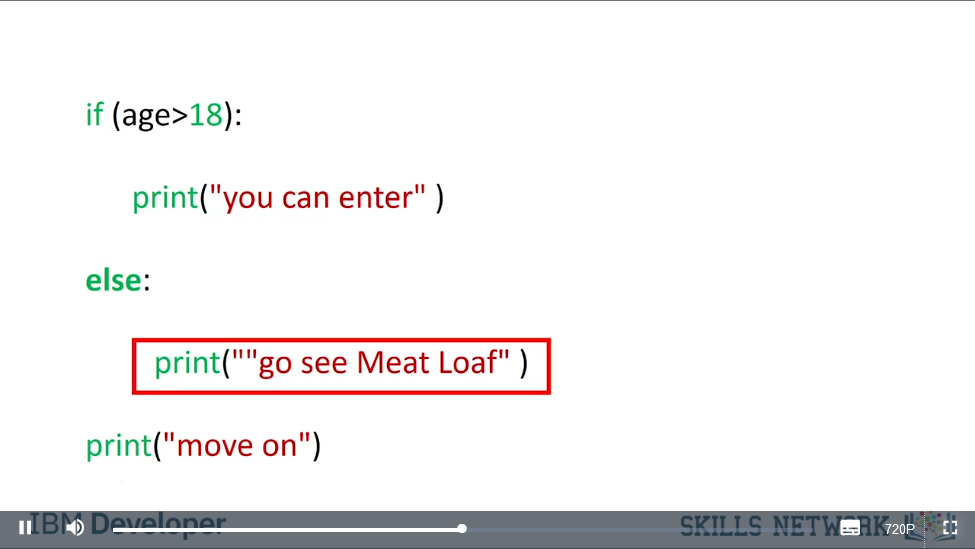 if (age>18):
print("you can enter" )
else:
print(""go see Meat Loaf" )
print("move on")
IBM Developer
SKILLS NETWORK
720P